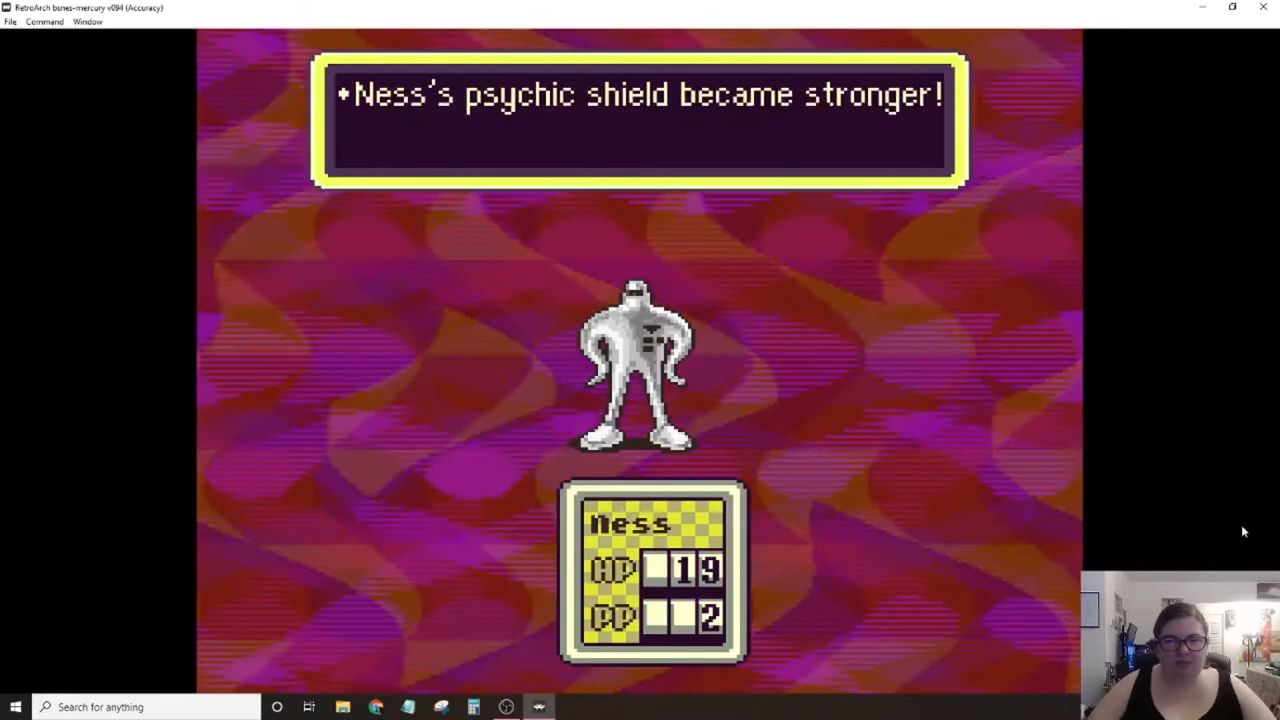 RetroArch bsnes-mercury v094 (Accuracy)
File Command Window
•Ness's psychic shield became stronger!
Ness
HP 19
PP 2
Search for anything